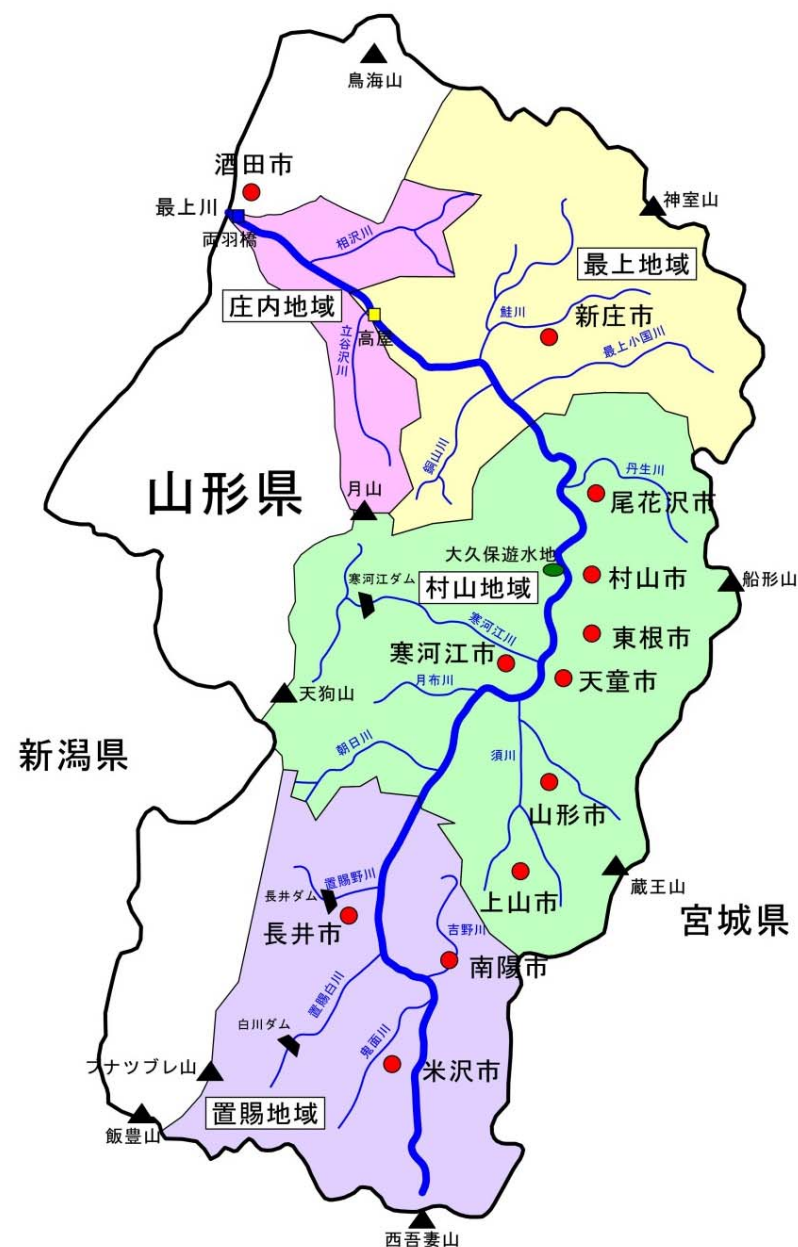 鳥海山
酒田市
神室山
最上川
両羽橋
相沢川
最上地域
庄内地域
鮭川
新庄市
高屋
立谷沢川
最上小国川
銅山川
丹生川
山形県
月山
尾花沢市
大久保遊水地
寒河江ダム
村山地域
村山市
船形山
寒河江川
東根市
寒河江市
天童市
月布川
天狗山
新潟県
朝日川
須川
山形市
蔵王山
上山市
置賜野川
長井ダム
宮城県
長井市
吉野川
南陽市
置賜白川
白川ダム
鬼面川
ブナツブレ山
米沢市
置賜地域
飯豊山
西吾妻山